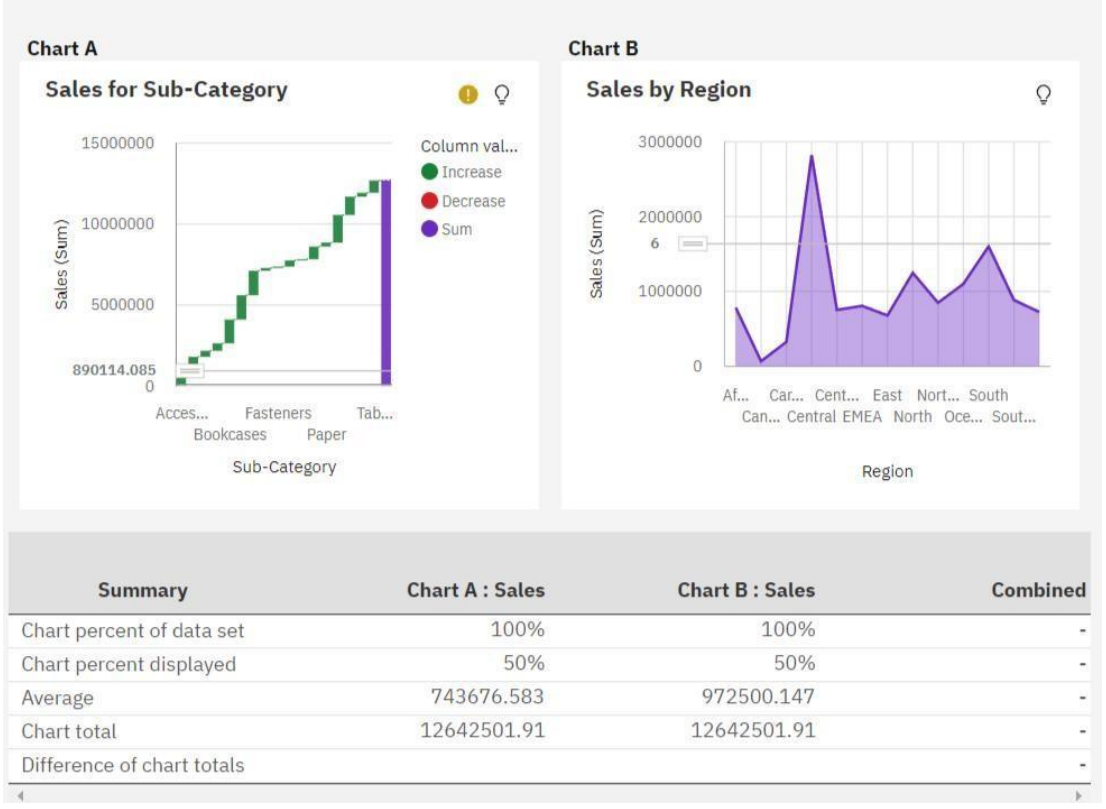 Chart A
Sales for Sub-Category
!
15000000
10000000
5000000
890114.085
0
Sales (Sum)
Acces... Fasteners Tab...
Bookcases Paper
Sub-Category
Column val...
Increase
Decrease
Sum
Chart B
Sales by Region
3000000
2000000
6
1000000
0
Sales (Sum)
Af... Car... Cent... East Nort... South
Can... Central EMEA North Oce... Sout...
Region
Summary Chart A : Sales Chart B : Sales Combined
Chart percent of data set 100% 100% -
Chart percent displayed 50% 50% -
Average 743676.583 972500.147 -
Chart total 12642501.91 12642501.91 -
Difference of chart totals -